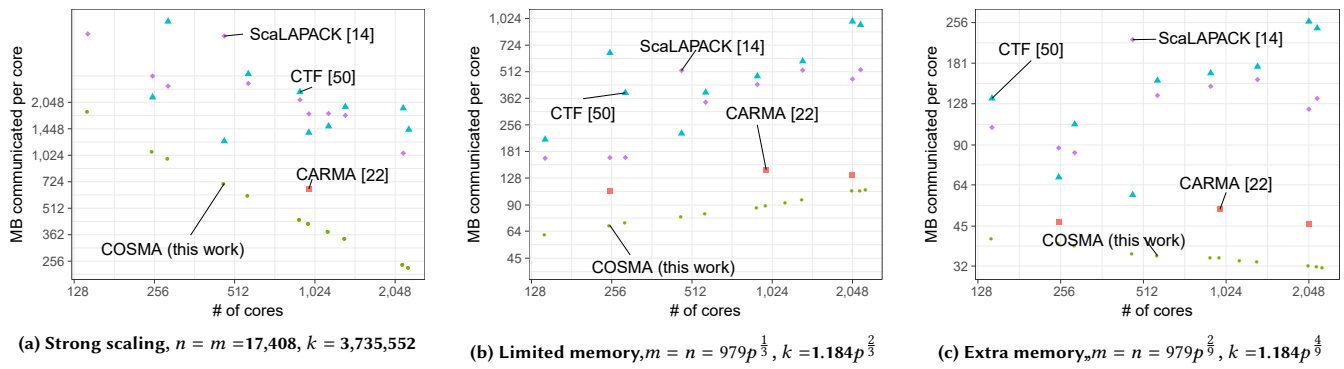 MB communicated per core
2,048
1,448
1,024
724
512
362
256
128
256
512
1,024
2,048
# of cores
ScaLAPACK [14]
CTF [50]
CARMA [22]
COSMA (this work)
(a) Strong scaling, n = m =17,408, k = 3,735,552
MB communicated per core
1,024
724
512
362
256
181
128
90
64
45
128
256
512
1,024
2,048
# of cores
ScaLAPACK [14]
CTF [50]
CARMA [22]
COSMA (this work)
(b) Limited memory,m = n = 979p^{1/3}, k =1.184p^{2/3}
MB communicated per core
256
181
128
90
64
45
32
128
256
512
1,024
2,048
# of cores
CTF [50]
ScaLAPACK [14]
CARMA [22]
COSMA (this work)
(c) Extra memory,,m = n = 979p^{2/9}, k =1.184p^{4/9}